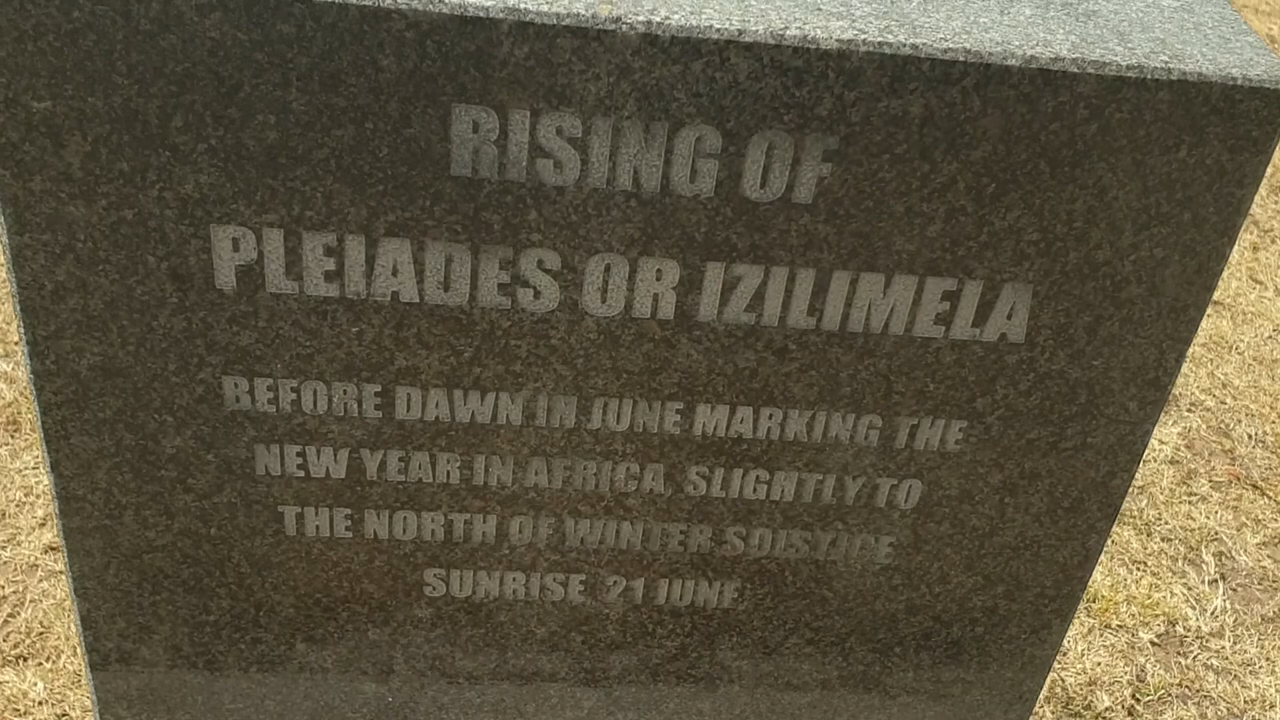 RISING OF
PLEIADES OR IZILIMELA
BEFORE DAWN IN JUNE MARKING THE
NEW YEAR IN AFRICA, SLIGHTLY TO
THE NORTH OF WINTER SOLSTICE
SUNRISE 21 JUNE